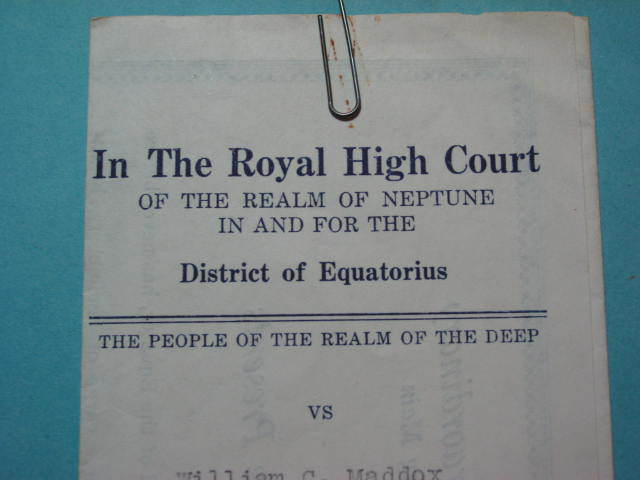 In The Royal High Court
OF THE REALM OF NEPTUNE
IN AND FOR THE
District of Equatorius
THE PEOPLE OF THE REALM OF THE DEEP
VS
William C. Maddox